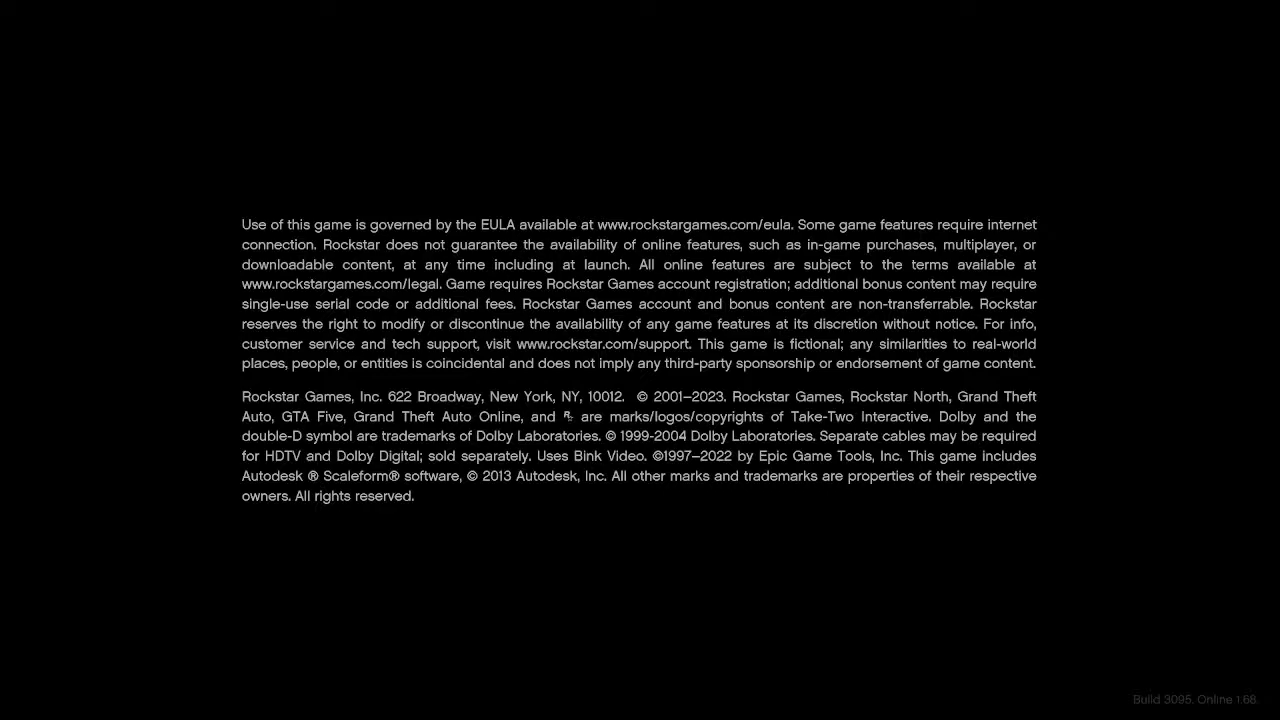 Use of this game is governed by the EULA available at www.rockstargames.com/eula. Some game features require internet
connection. Rockstar does not guarantee the availability of online features, such as in-game purchases, multiplayer, or
downloadable content, at any time including at launch. All online features are subject to the terms available at
www.rockstargames.com/legal. Game requires Rockstar Games account registration; additional bonus content may require
single-use serial code or additional fees. Rockstar Games account and bonus content are non-transferrable. Rockstar
reserves the right to modify or discontinue the availability of any game features at its discretion without notice. For info,
customer service and tech support, visit www.rockstar.com/support. This game is fictional; any similarities to real-world
places, people, or entities is coincidental and does not imply any third-party sponsorship or endorsement of game content.
Rockstar Games, Inc. 622 Broadway, New York, NY, 10012. © 2001–2023. Rockstar Games, Rockstar North, Grand Theft
Auto, GTA Five, Grand Theft Auto Online, and R* are marks/logos/copyrights of Take-Two Interactive. Dolby and the
double-D symbol are trademarks of Dolby Laboratories. © 1999-2004 Dolby Laboratories. Separate cables may be required
for HDTV and Dolby Digital; sold separately. Uses Bink Video. ©1997–2022 by Epic Game Tools, Inc. This game includes
Autodesk ® Scaleform® software, © 2013 Autodesk, Inc. All other marks and trademarks are properties of their respective
owners. All rights reserved.
Build 3095. Online 1.68.